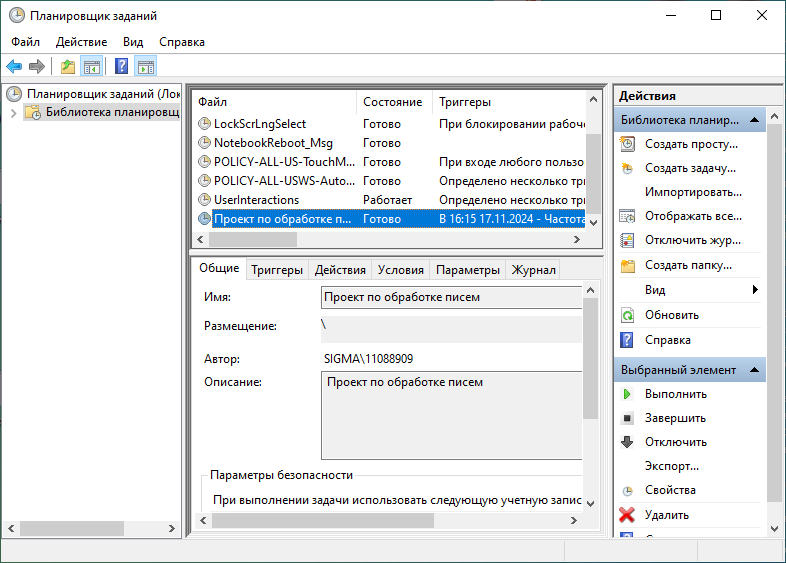 Планировщик заданий
Файл Действие Вид Справка
Планировщик заданий (Лок
Библиотека планировщ
Файл Состояние Триггеры
LockScrLngSelect Готово При блокировании рабоче
NotebookReboot_Msg Готово
POLICY-ALL-US-TouchM... Готово При входе любого пользо
POLICY-ALL-USWS-Auto... Готово Определено несколько три
UserInteractions Работает Определено несколько три
Проект по обработке п... Готово В 16:15 17.11.2024 - Частота
Общие Триггеры Действия Условия Параметры Журнал
Имя: Проект по обработке писем
Размещение: \
Автор: SIGMA\11088909
Описание: Проект по обработке писем
Параметры безопасности
При выполнении задачи использовать следующую учетную запис
Действия
Библиотека планир...
Создать просту...
Создать задачу...
Импортировать...
Отображать все...
Отключить жур...
Создать папку...
Вид
Обновить
Справка
Выбранный элемент
Выполнить
Завершить
Отключить
Экспорт...
Свойства
Удалить